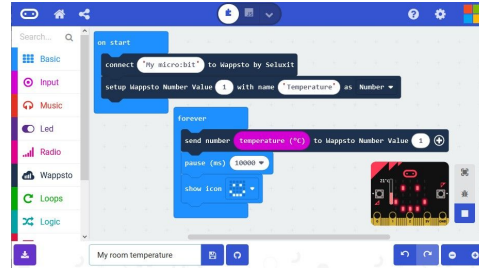 Search...
Basic
Input
Music
Led
Radio
Wappsto
Loops
Logic
on start
connect "My micro:bit" to Wappsto by Seluxit
setup Wappsto Number Value 1 with name "Temperature" as Number
forever
send number temperature (°C) to Wappsto Number Value 1
pause (ms) 10000
show icon
21°C
My room temperature